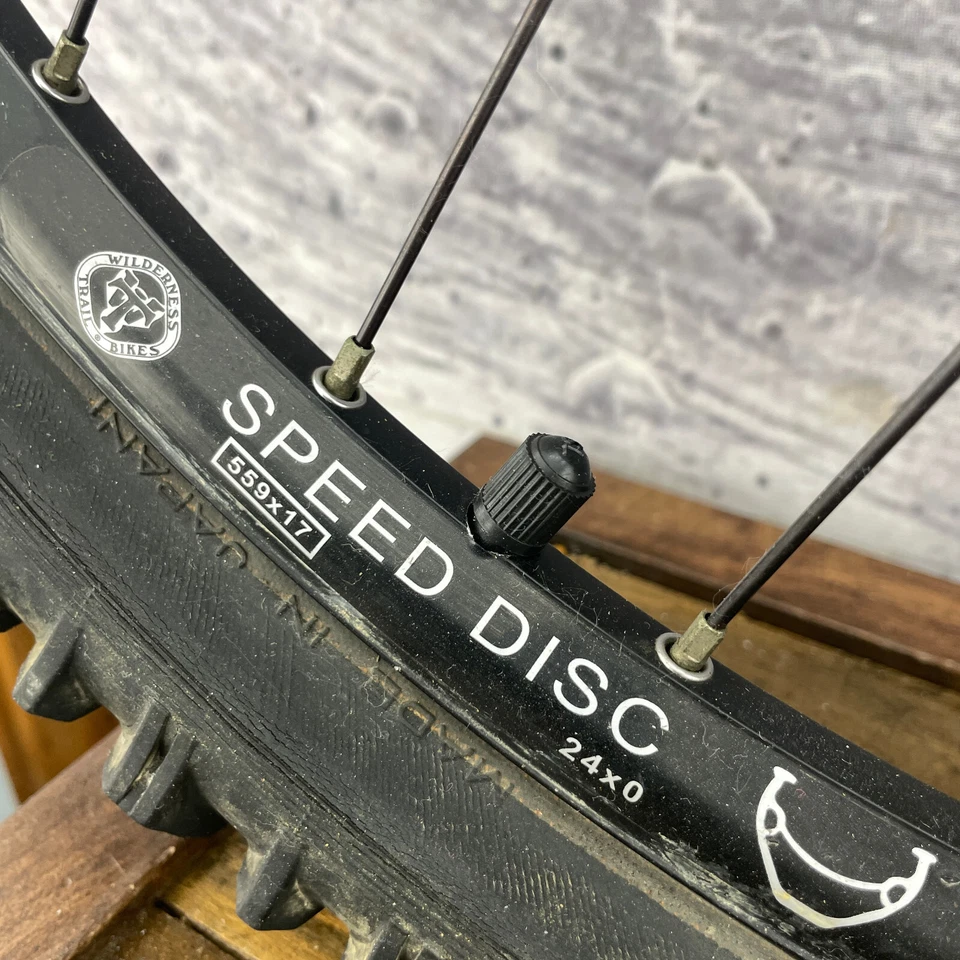 WILDERNESS
TRAIL
BIKES
SPEED DISC
559x17
24x0
MADE IN JAPAN